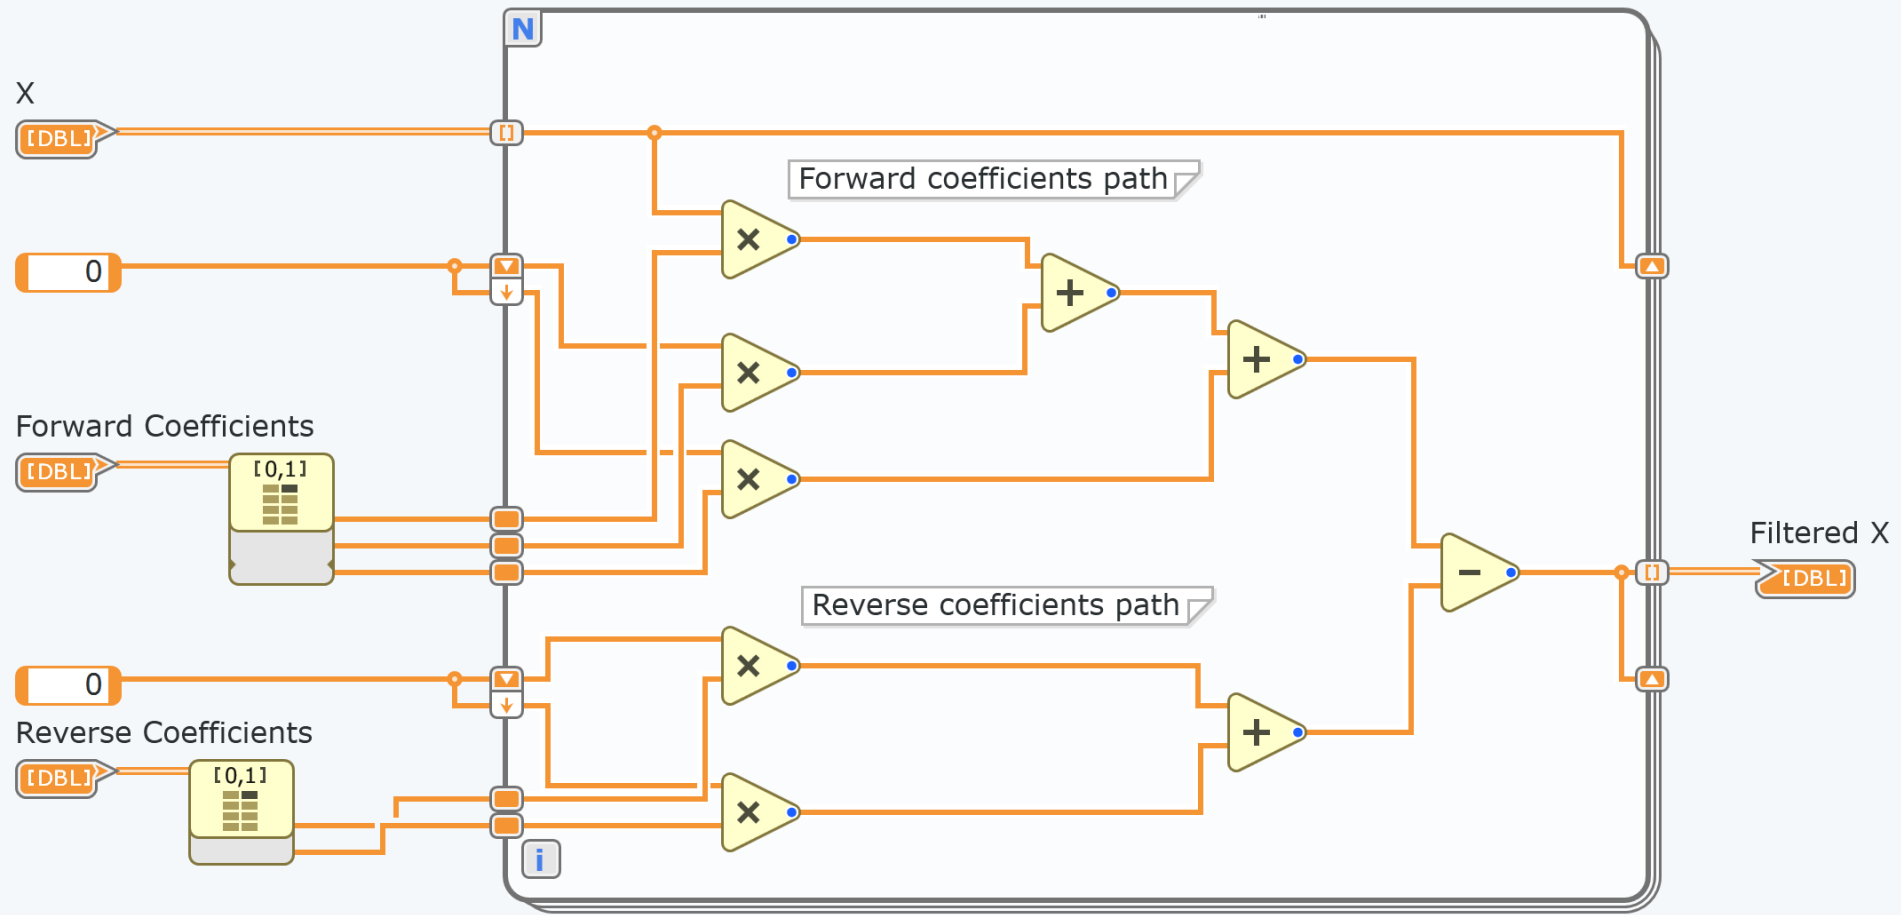 N
X
[DBL]
Forward coefficients path
×
0
+
×
+
Forward Coefficients
[DBL]
[0,1]
×
Filtered X
[DBL]
−
Reverse coefficients path
×
0
Reverse Coefficients
+
[DBL]
[0,1]
×
i